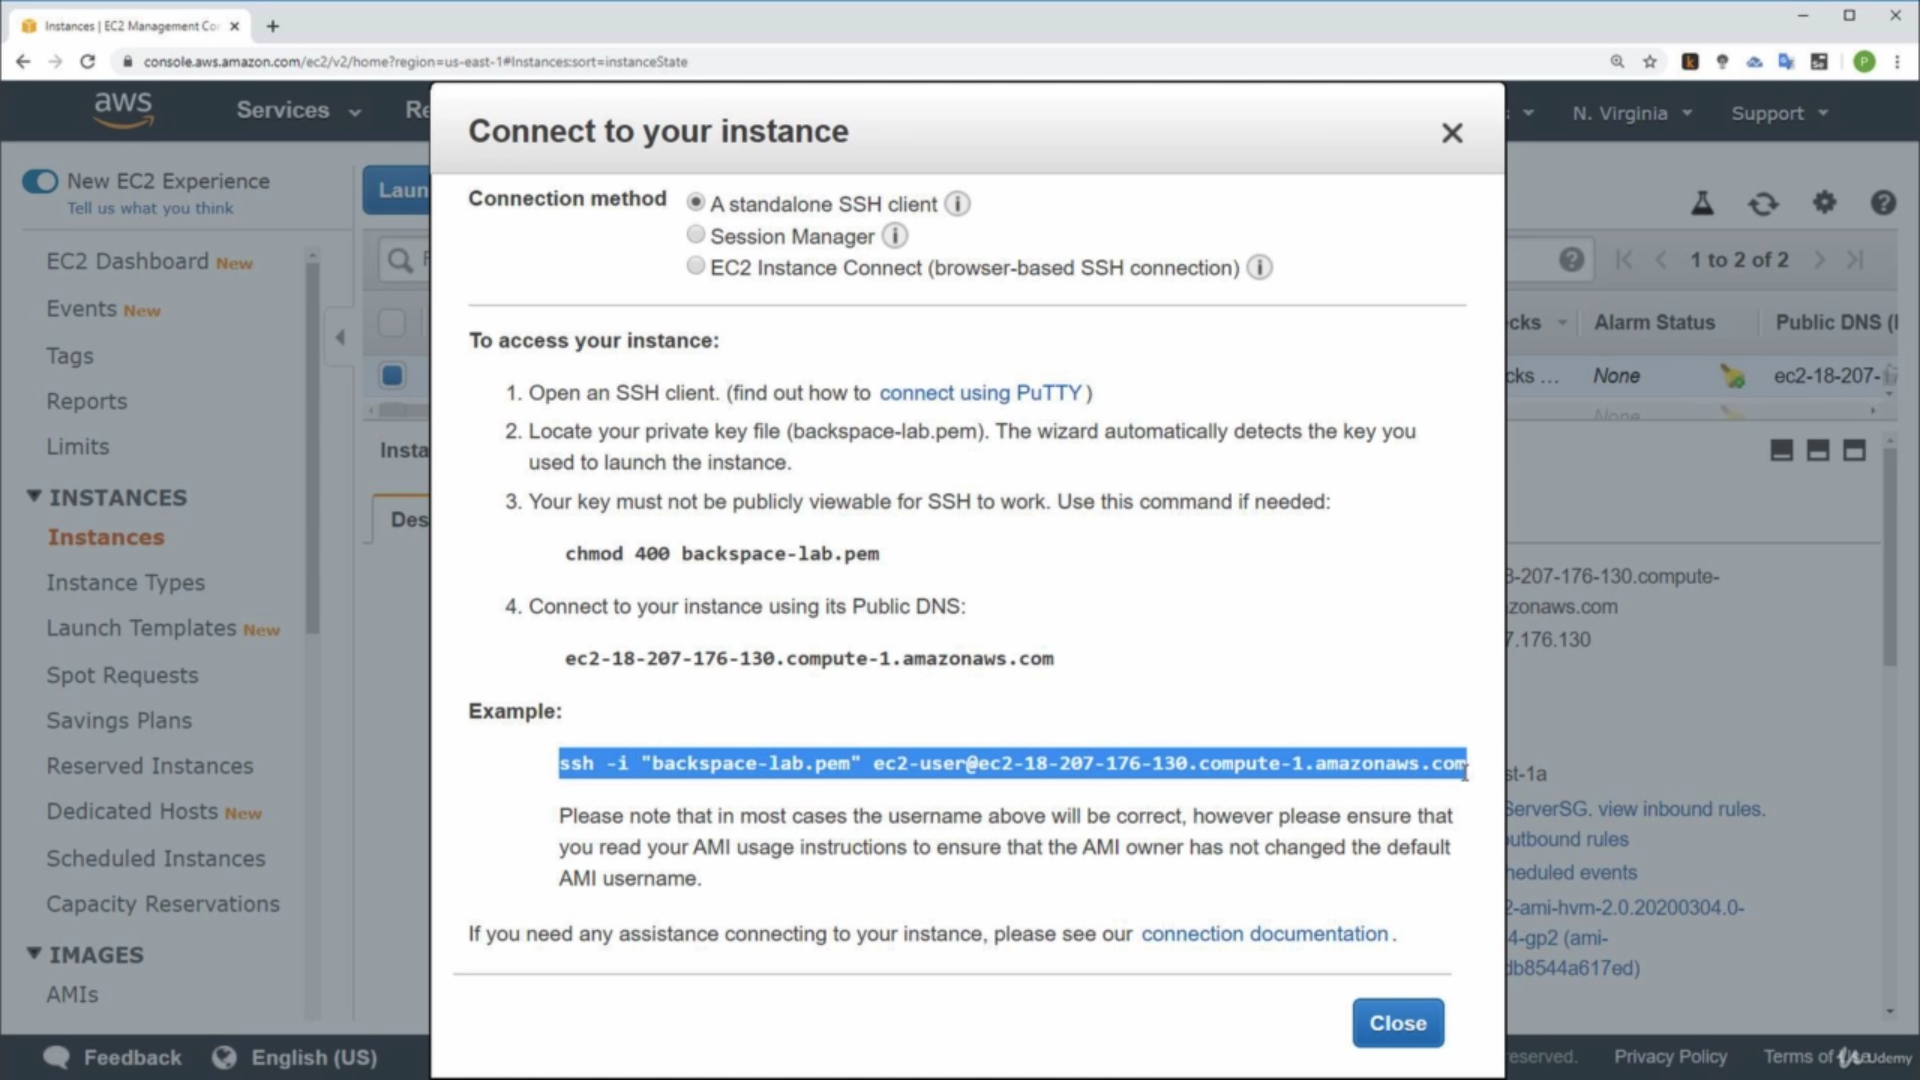 Instances | EC2 Management Co
console.aws.amazon.com/ec2/v2/home?region=us-east-1#Instances:sort=instanceState
aws
Services
Re
N. Virginia
Support
Connect to your instance
New EC2 Experience
Tell us what you think
Laun
Connection method
A standalone SSH client
Session Manager
EC2 Instance Connect (browser-based SSH connection)
1 to 2 of 2
EC2 Dashboard New
Events New
Tags
Reports
Limits
INSTANCES
Instances
Instance Types
Launch Templates New
Spot Requests
Savings Plans
Reserved Instances
Dedicated Hosts New
Scheduled Instances
Capacity Reservations
IMAGES
AMIs
Insta
Des
To access your instance:
1. Open an SSH client. (find out how to connect using PuTTY )
2. Locate your private key file (backspace-lab.pem). The wizard automatically detects the key you
used to launch the instance.
3. Your key must not be publicly viewable for SSH to work. Use this command if needed:
chmod 400 backspace-lab.pem
4. Connect to your instance using its Public DNS:
ec2-18-207-176-130.compute-1.amazonaws.com
Example:
ssh -i "backspace-lab.pem" ec2-user@ec2-18-207-176-130.compute-1.amazonaws.com
Please note that in most cases the username above will be correct, however please ensure that
you read your AMI usage instructions to ensure that the AMI owner has not changed the default
AMI username.
If you need any assistance connecting to your instance, please see our connection documentation .
Close
cks
Alarm Status
Public DNS (I
cks ...
None
ec2-18-207-
None
3-207-176-130.compute-
zonaws.com
7.176.130
st-1a
ServerSG. view inbound rules.
utbound rules
heduled events
2-ami-hvm-2.0.20200304.0-
4-gp2 (ami-
db8544a617ed)
Feedback
English (US)
eserved.
Privacy Policy
Terms of Use
Udemy